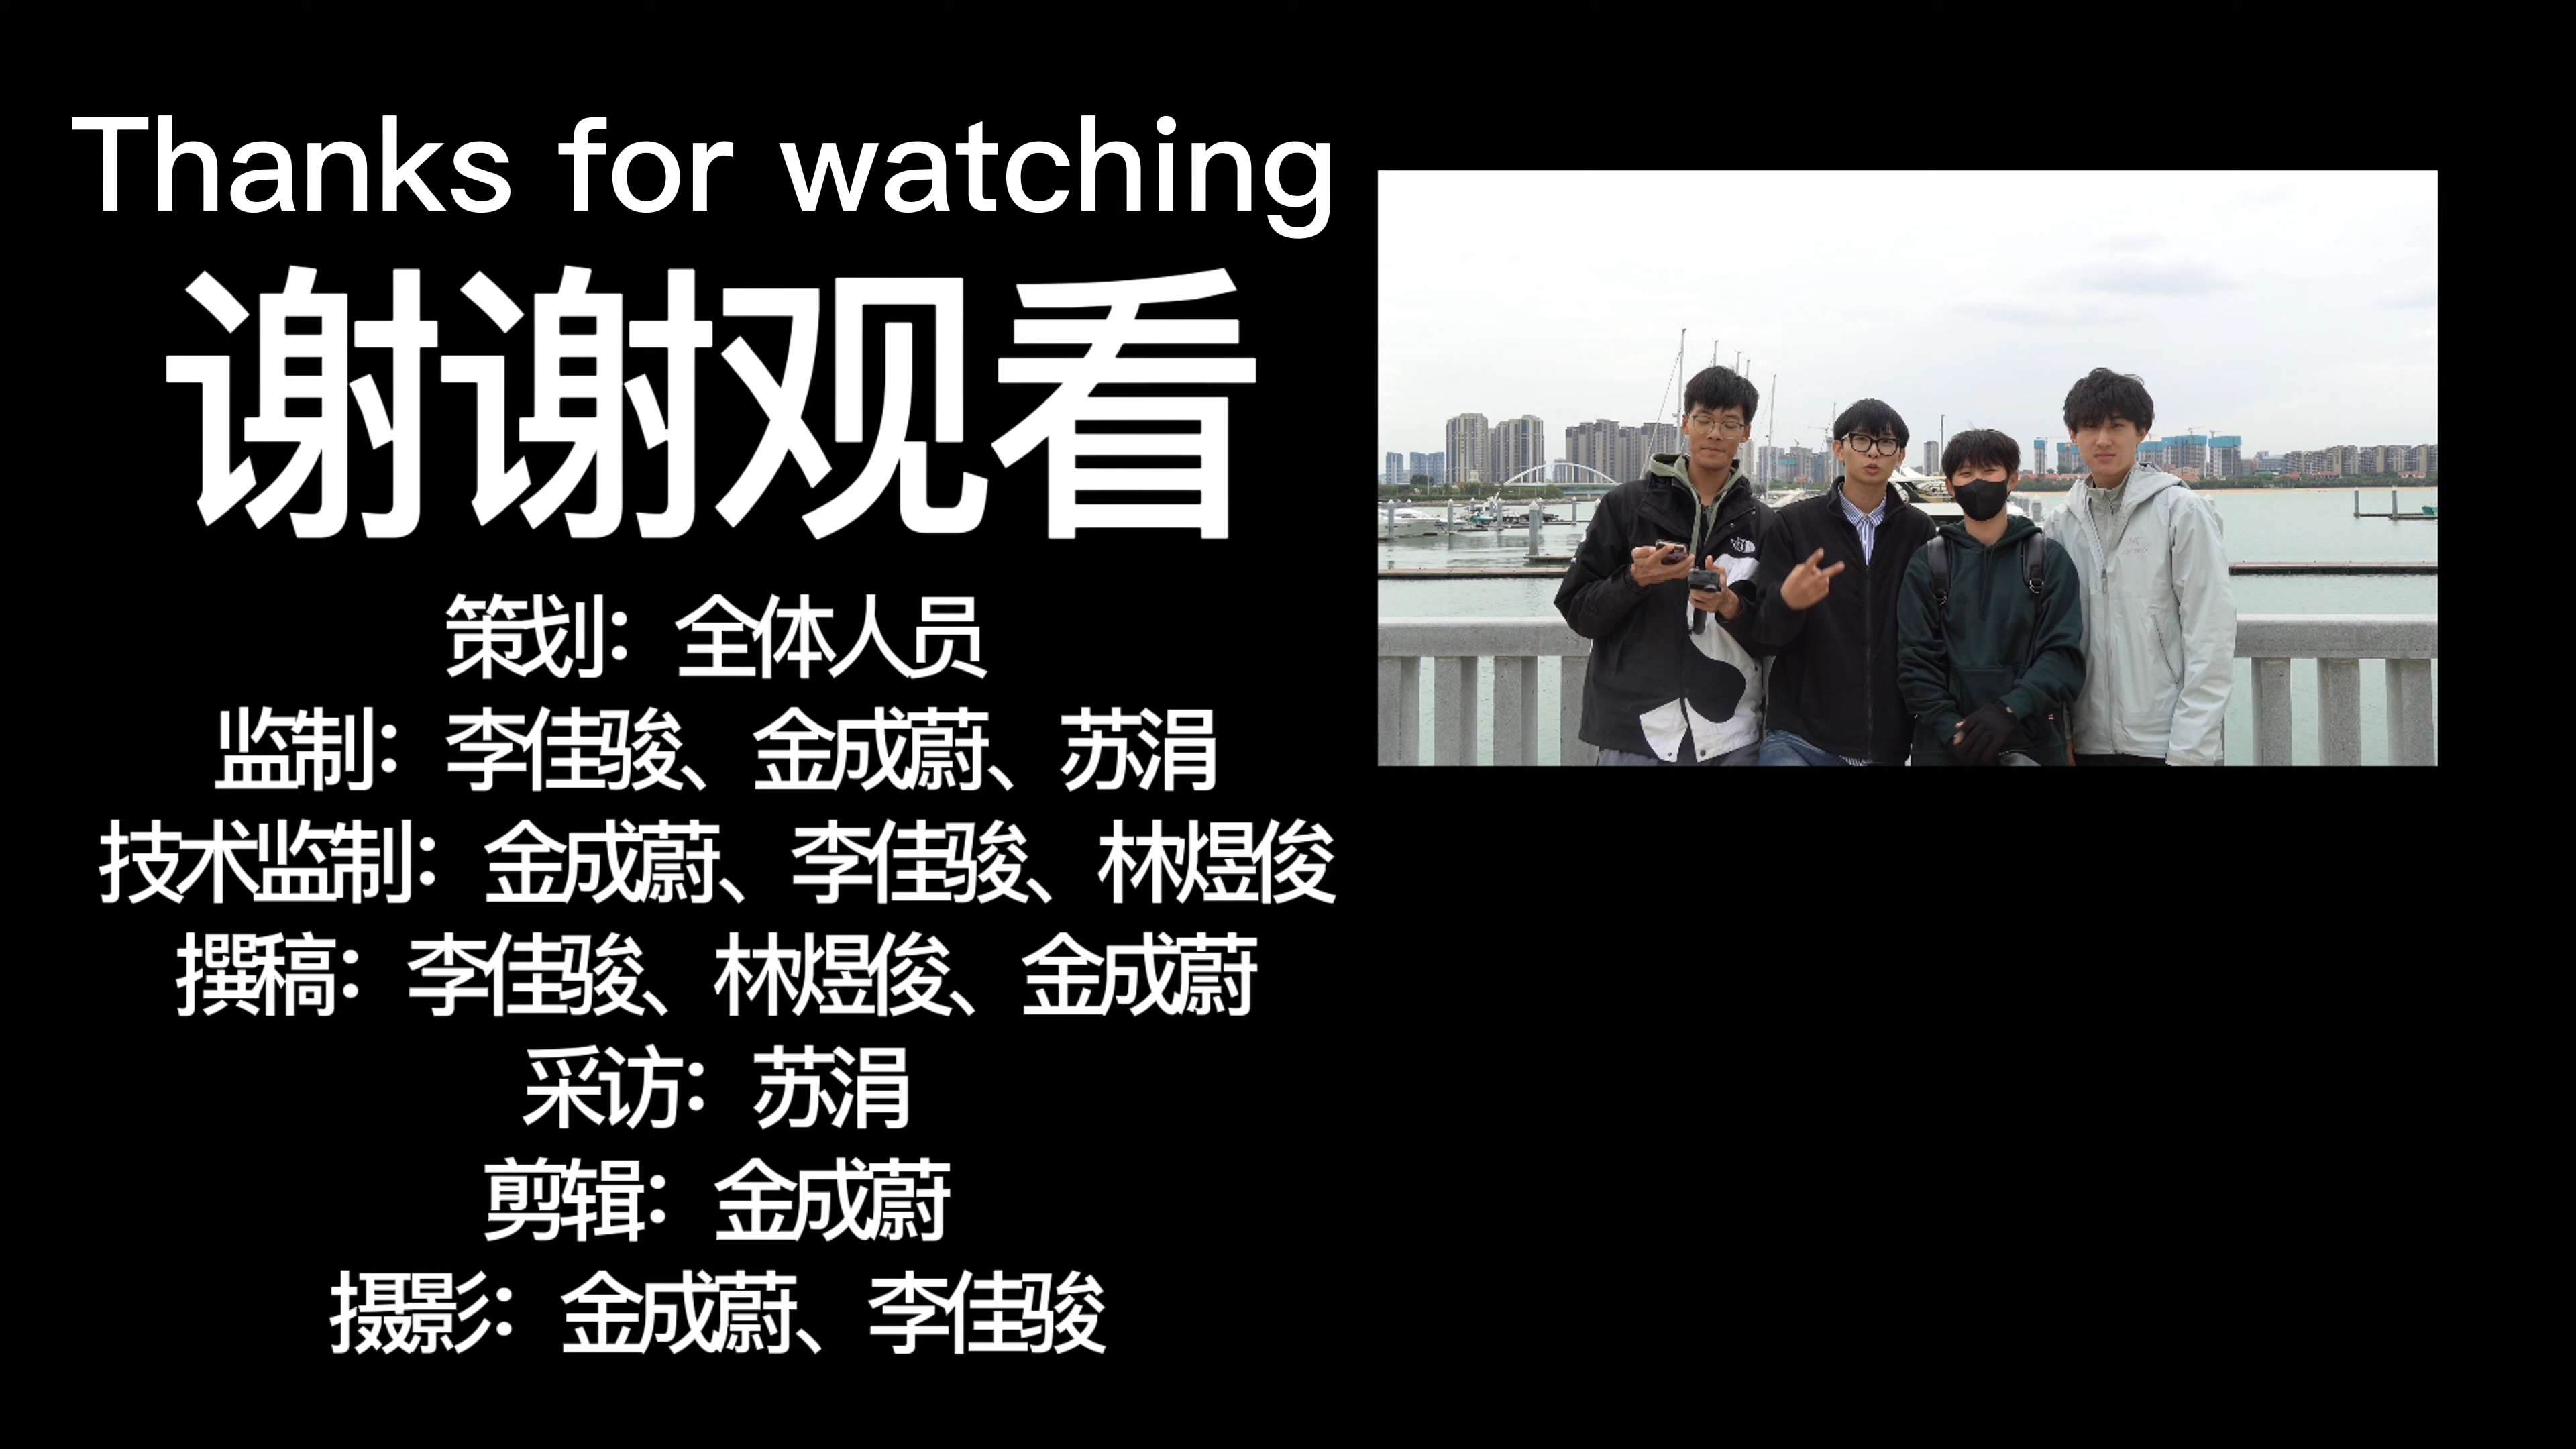 Thanks for watching
谢谢观看
策划：全体人员
监制：李佳骏、金成蔚、苏涓
技术监制：金成蔚、李佳骏、林煜俊
撰稿：李佳骏、林煜俊、金成蔚
采访：苏涓
剪辑：金成蔚
摄影：金成蔚、李佳骏